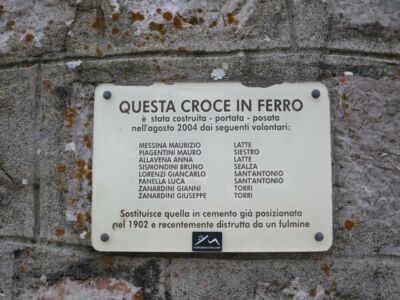 QUESTA CROCE IN FERRO
è stata costruita - portata - posata
nell'agosto 2004 dai seguenti volontari:
MESSINA MAURIZIO LATTE
PIAGENTINI MAURO SIESTRO
ALLAVENA ANNA LATTE
SISMONDINI BRUNO SEALZA
LORENZI GIANCARLO SANT'ANTONIO
PANELLA LUCA SANT'ANTONIO
ZANARDINI GIANNI TORRI
ZANARDINI GIUSEPPE TORRI
Sostituisce quella in cemento già posizionata
nel 1902 e recentemente distrutta da un fulmine